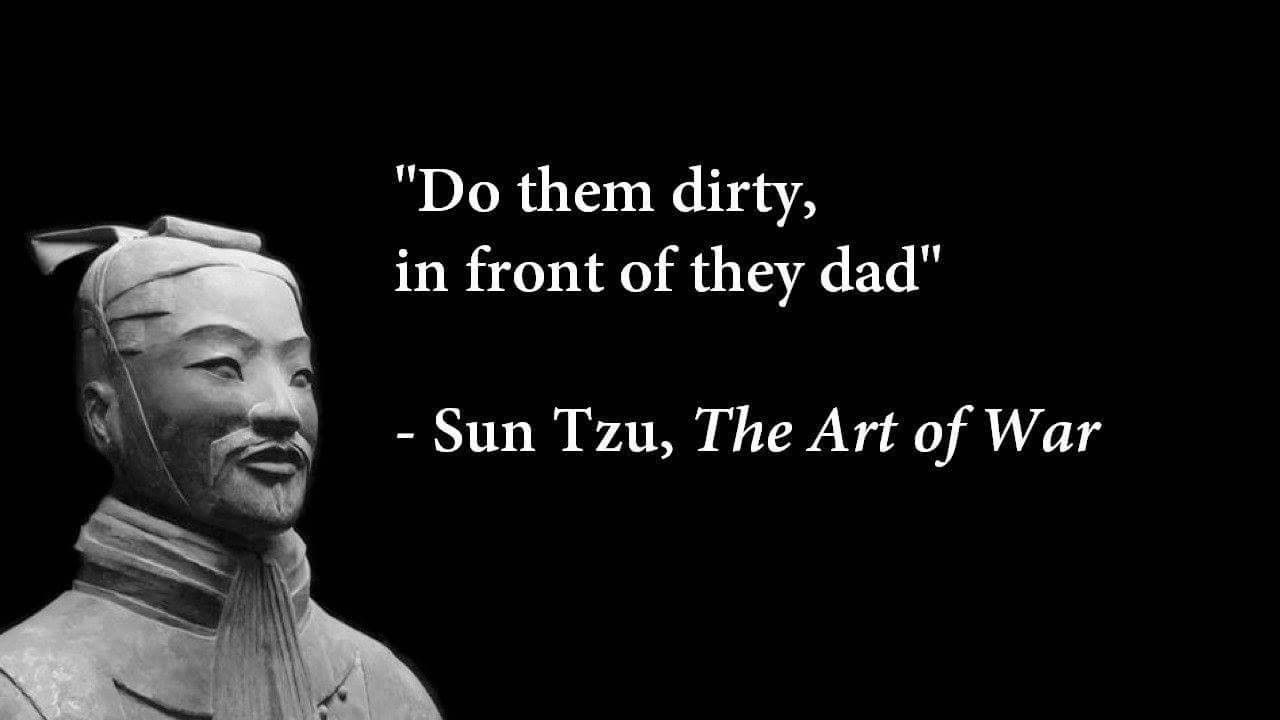 "Do them dirty,
in front of they dad"
- Sun Tzu, The Art of War